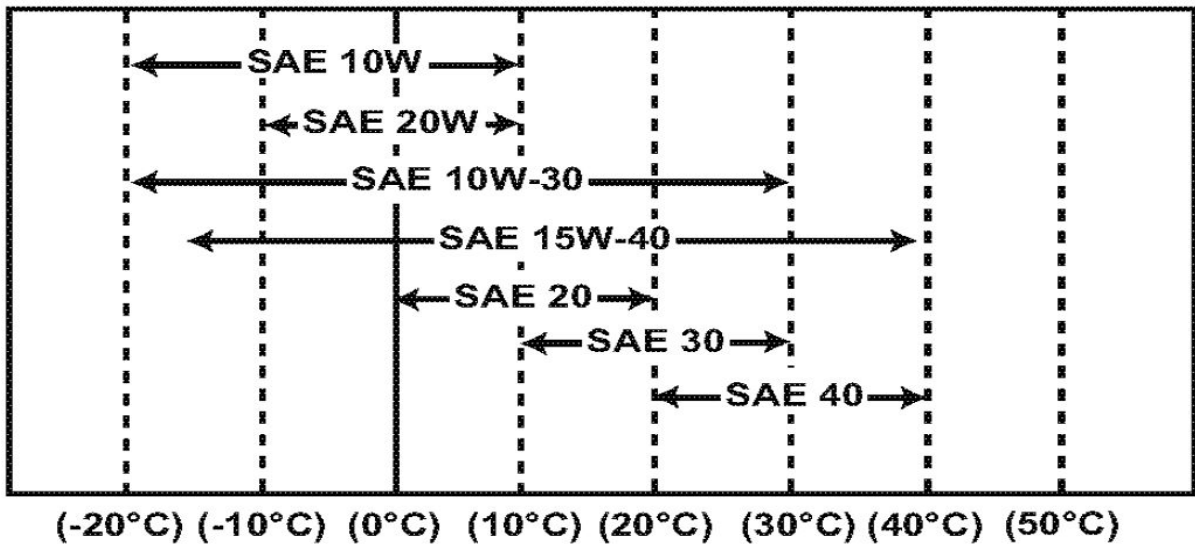 SAE 10W
SAE 20W
SAE 10W-30
SAE 15W-40
SAE 20
SAE 30
SAE 40
(-20°C) (-10°C) (0°C) (10°C) (20°C) (30°C) (40°C) (50°C)